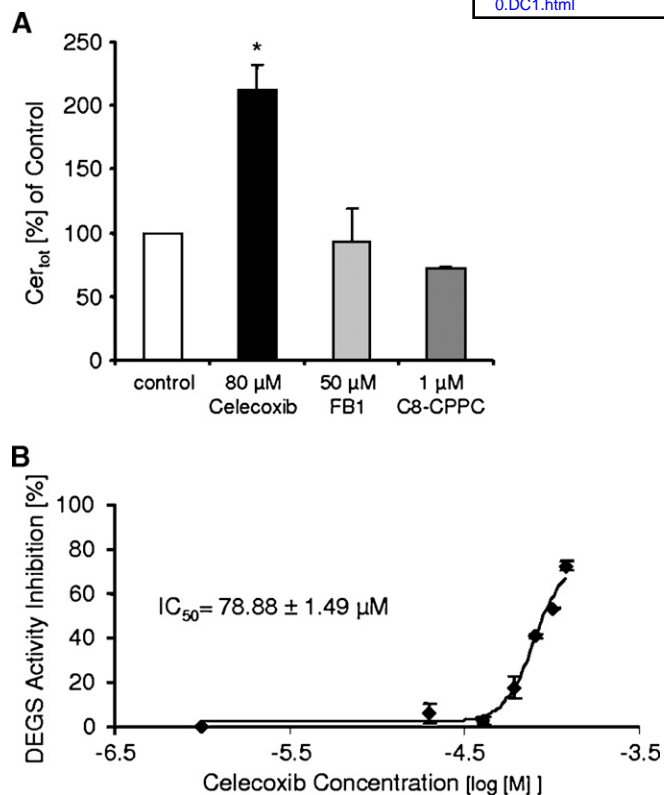 0.DC1.html
A
250
200
150
100
50
0
Cer_tot [%] of Control
*
control
80 µM
Celecoxib
50 µM
FB1
1 µM
C8-CPPC
B
100
80
60
40
20
0
DEGS Activity Inhibition [%]
IC50= 78.88 ± 1.49 µM
-6.5 -5.5 -4.5 -3.5
Celecoxib Concentration [log [M] ]